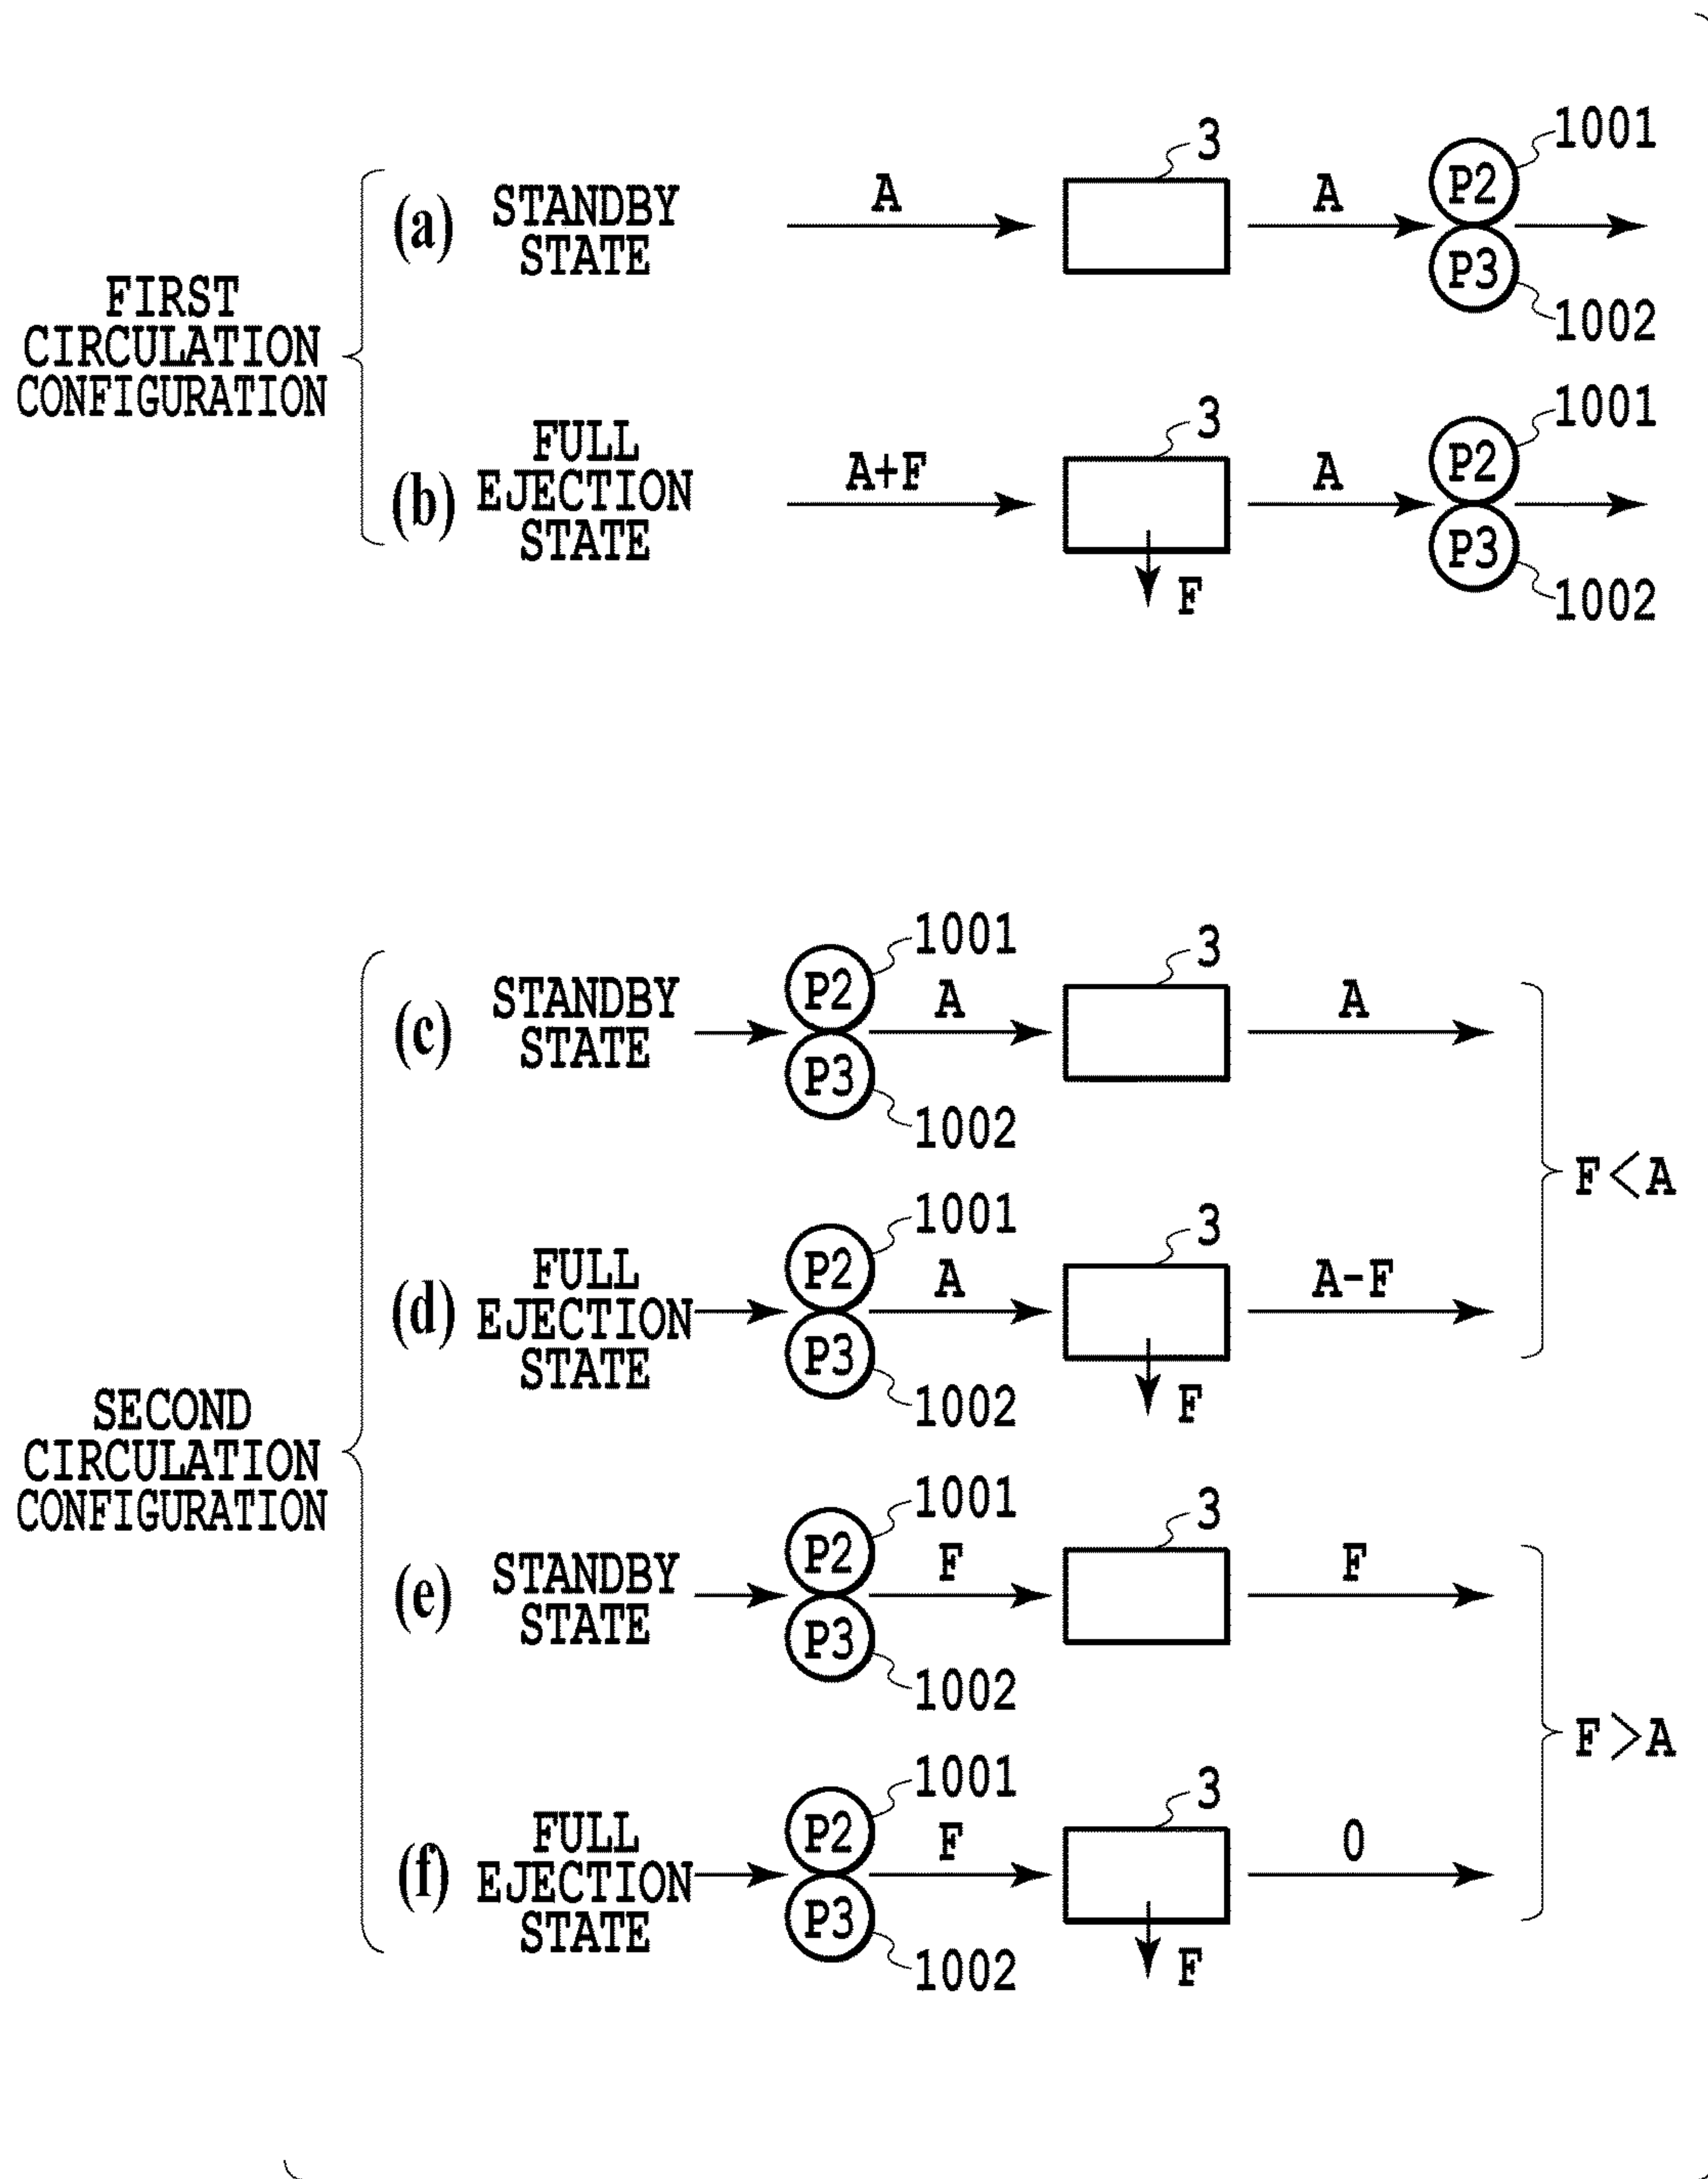 FIRST
CIRCULATION
CONFIGURATION
(a) STANDBY
STATE
A
3
A
P2
1001
P3
1002
(b) FULL
EJECTION
STATE
A+F
3
F
A
P2
1001
P3
1002
SECOND
CIRCULATION
CONFIGURATION
(c) STANDBY
STATE
P2
1001
P3
1002
A
3
A
(d) FULL
EJECTION
STATE
P2
1001
P3
1002
A
3
F
A-F
F<A
(e) STANDBY
STATE
P2
1001
P3
1002
F
3
F
(f) FULL
EJECTION
STATE
P2
1001
P3
1002
F
3
F
0
F>A